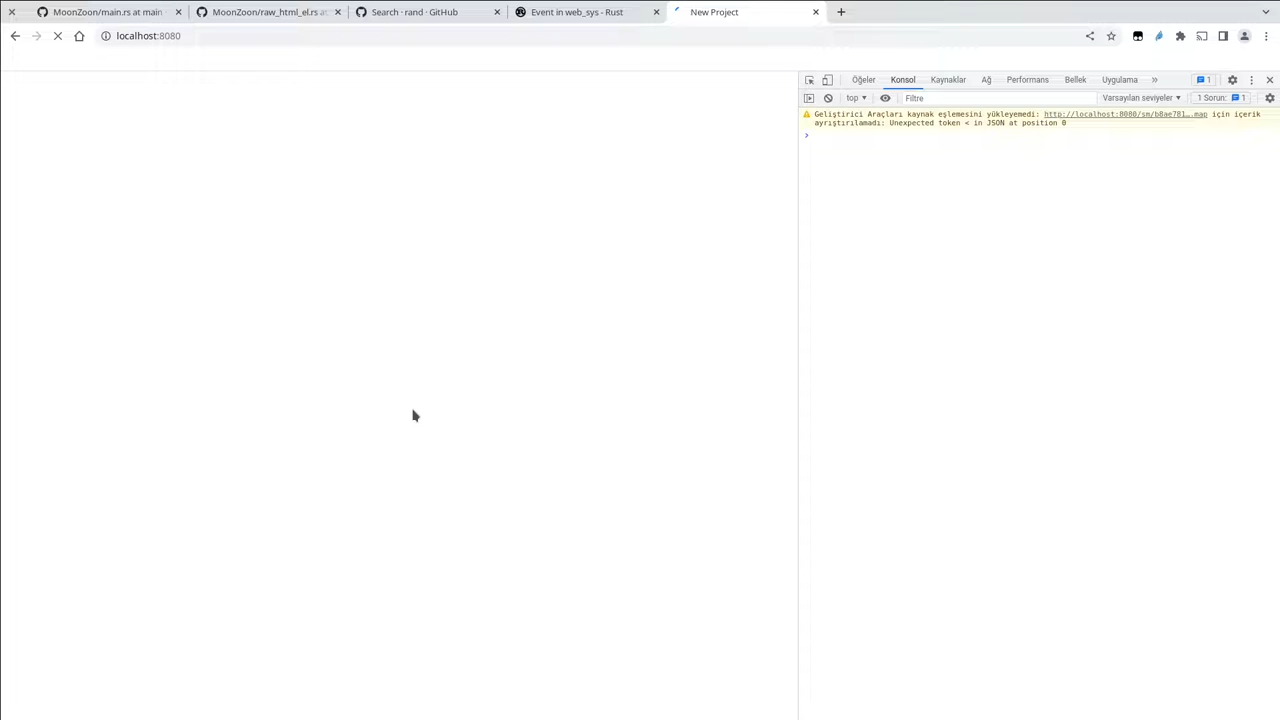 MoonZoon/main.rs at main
MoonZoon/raw_html_el.rs at
Search · rand · GitHub
Event in web_sys - Rust
New Project
localhost:8080
Öğeler
Konsol
Kaynaklar
Ağ
Performans
Bellek
Uygulama
»
1
top
Filtre
Varsayılan seviyeler
1 Sorun:
1
Geliştirici Araçları kaynak eşlemesini yükleyemedi: http://localhost:8080/sm/b8ae781….map için içerik
ayrıştırılamadı: Unexpected token < in JSON at position 0